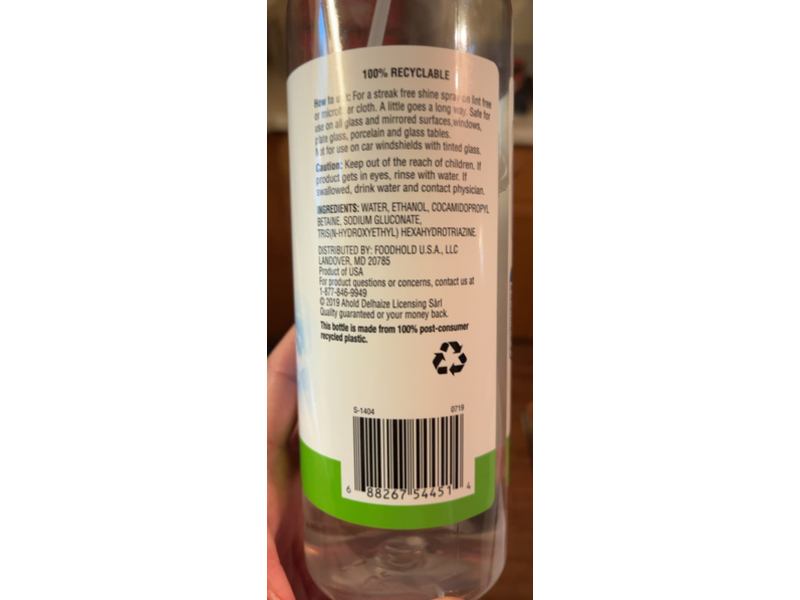 100% RECYCLABLE
How to use: For a streak free shine spray on lint free
or microfiber cloth. A little goes a long way. Safe for
use on all glass and mirrored surfaces, windows,
plate glass, porcelain and glass tables.
Not for use on car windshields with tinted glass.
Caution: Keep out of the reach of children. If
product gets in eyes, rinse with water. If
swallowed, drink water and contact physician.
INGREDIENTS: WATER, ETHANOL, COCAMIDOPROPYL
BETAINE, SODIUM GLUCONATE,
TRIS(N-HYDROXYETHYL) HEXAHYDROTRIAZINE.
DISTRIBUTED BY: FOODHOLD U.S.A., LLC
LANDOVER, MD 20785
Product of USA
For product questions or concerns, contact us at
1-877-846-9949
© 2019 Ahold Delhaize Licensing Sàrl
Quality guaranteed or your money back.
This bottle is made from 100% post-consumer
recycled plastic.
S-1404 0719
6 88267 54451 4